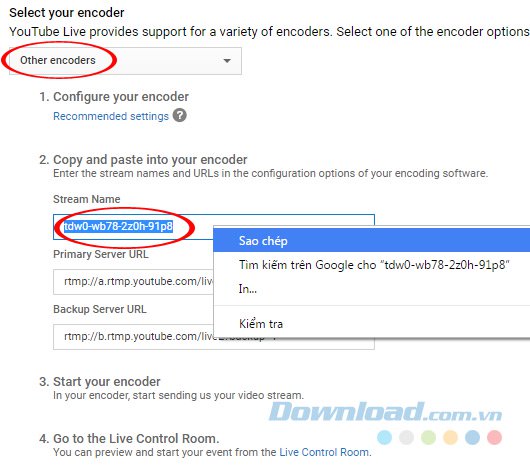 Select your encoder
YouTube Live provides support for a variety of encoders. Select one of the encoder options
Other encoders
1. Configure your encoder
Recommended settings ?
2. Copy and paste into your encoder
Enter the stream names and URLs in the configuration options of your encoding software.
Stream Name
tdw0-wb78-2z0h-91p8
Sao chép
Primary Server URL
Tìm kiếm trên Google cho “tdw0-wb78-2z0h-91p8”
rtmp://a.rtmp.youtube.com/live
In...
Backup Server URL
Kiểm tra
rtmp://b.rtmp.youtube.com/
3. Start your encoder
In your encoder, start sending us your video stream.
Download.com.vn
4. Go to the Live Control Room.
You can preview and start your event from the Live Control Room.